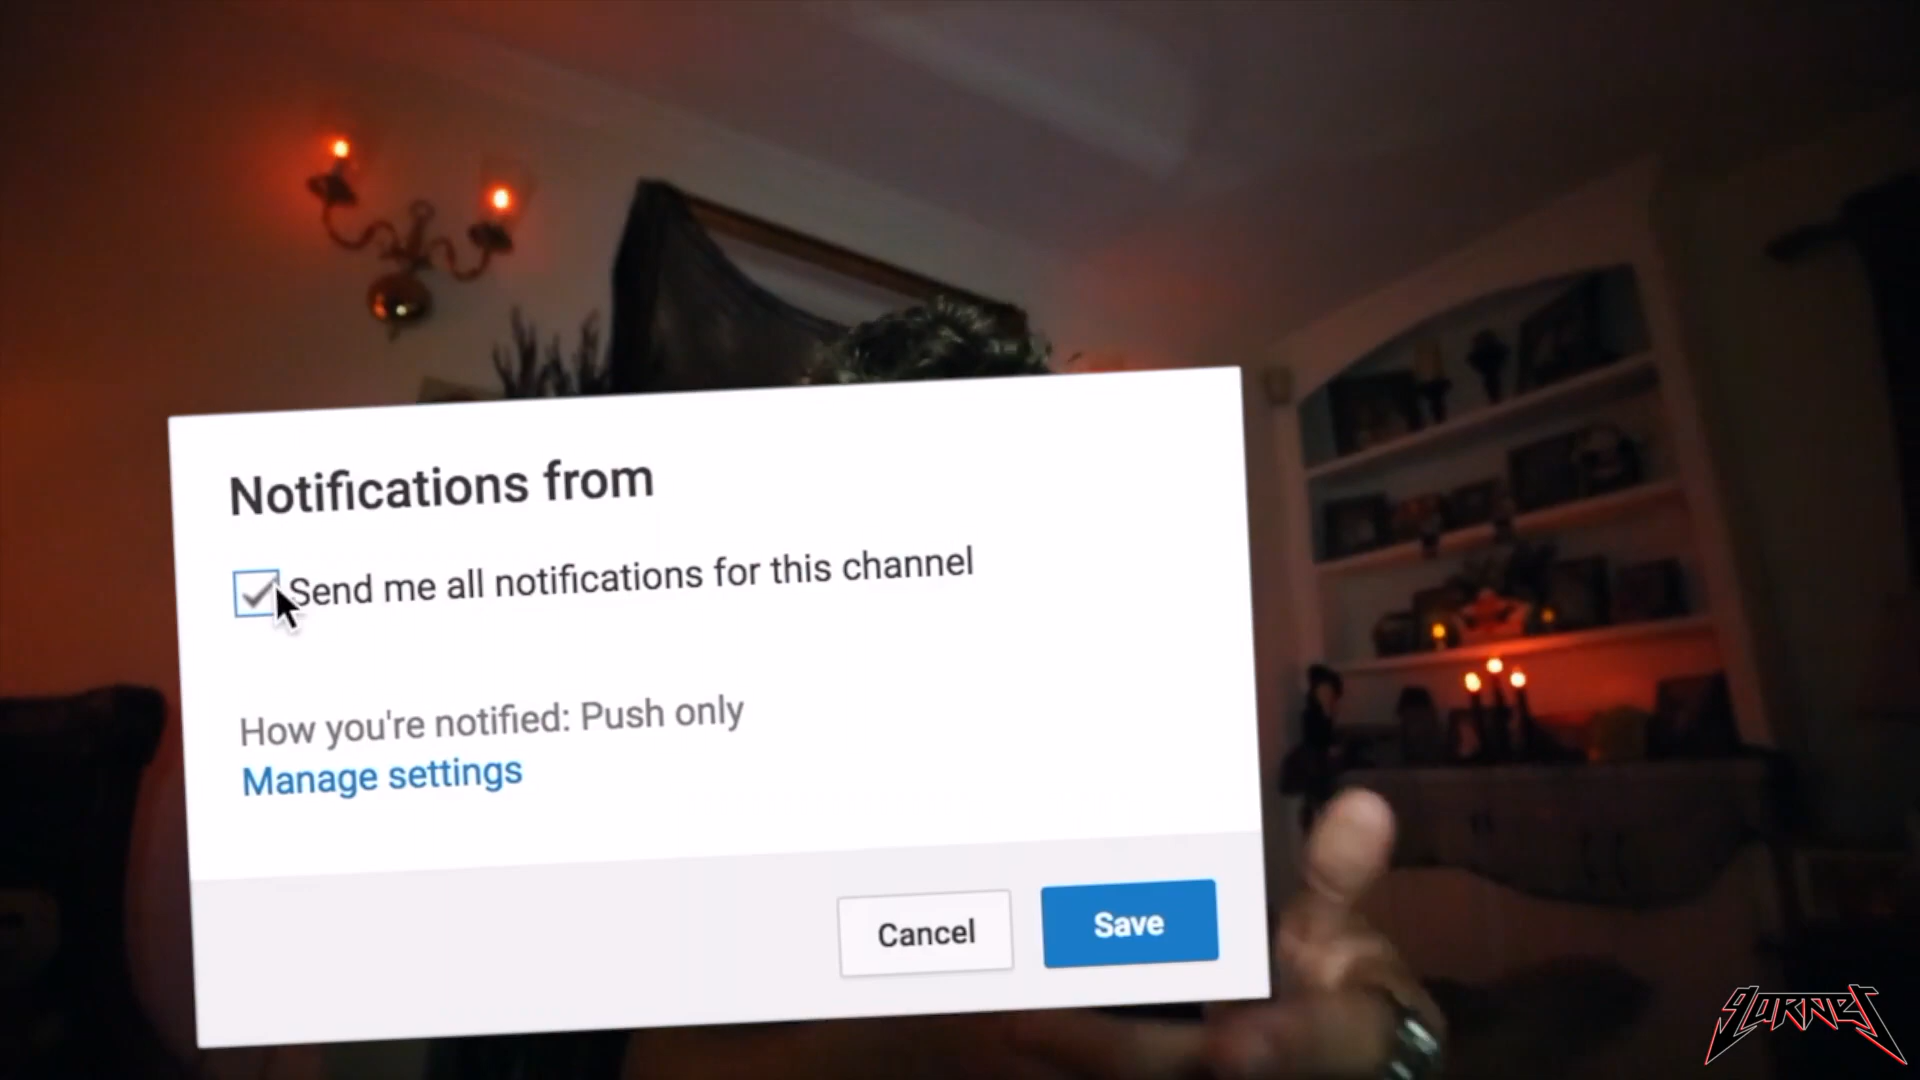 Notifications from
Send me all notifications for this channel
How you're notified: Push only
Manage settings
Cancel
Save